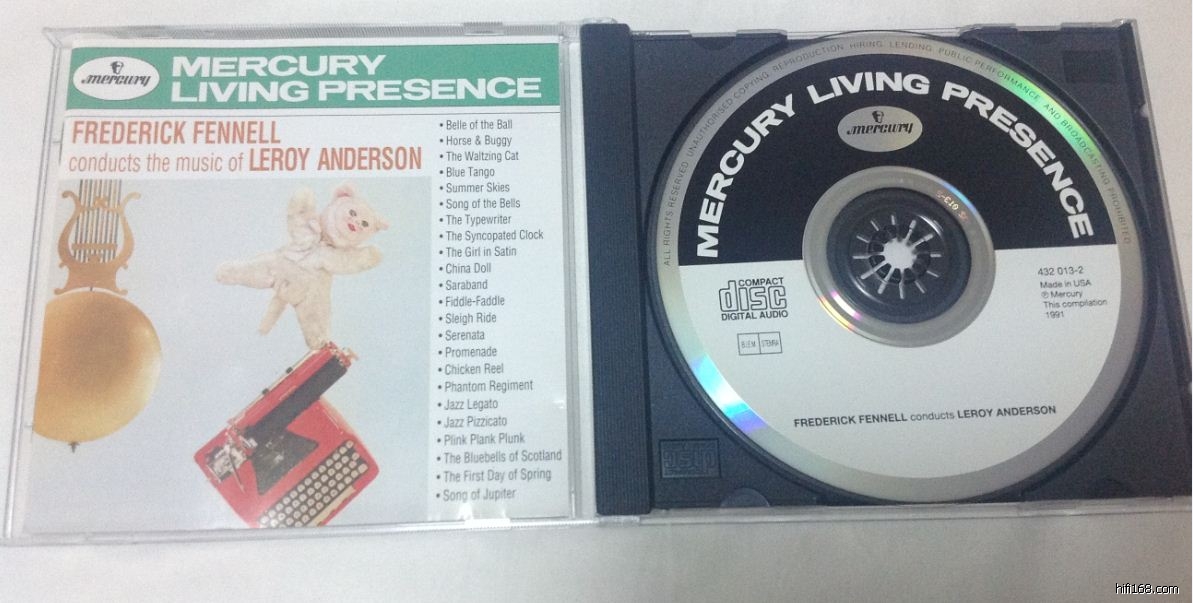 mercury
MERCURY
LIVING PRESENCE
FREDERICK FENNELL
conducts the music of LEROY ANDERSON
• Belle of the Ball
• Horse & Buggy
• The Waltzing Cat
• Blue Tango
• Summer Skies
• Song of the Bells
• The Typewriter
• The Syncopated Clock
• The Girl in Satin
• China Doll
• Saraband
• Fiddle-Faddle
• Sleigh Ride
• Serenata
• Promenade
• Chicken Reel
• Phantom Regiment
• Jazz Legato
• Jazz Pizzicato
• Plink Plank Plunk
• The Bluebells of Scotland
• The First Day of Spring
• Song of Jupiter
ALL RIGHTS RESERVED. UNAUTHORISED COPYING, REPRODUCTION, HIRING, LENDING, PUBLIC PERFORMANCE AND BROADCASTING PROHIBITED
MERCURY LIVING PRESENCE
mercury
COMPACT
disc
DIGITAL AUDIO
432 013-2
Made in USA
℗ Mercury
This compilation
1991
BIEM STEMRA
FREDERICK FENNELL conducts LEROY ANDERSON
disc
hifi168.com